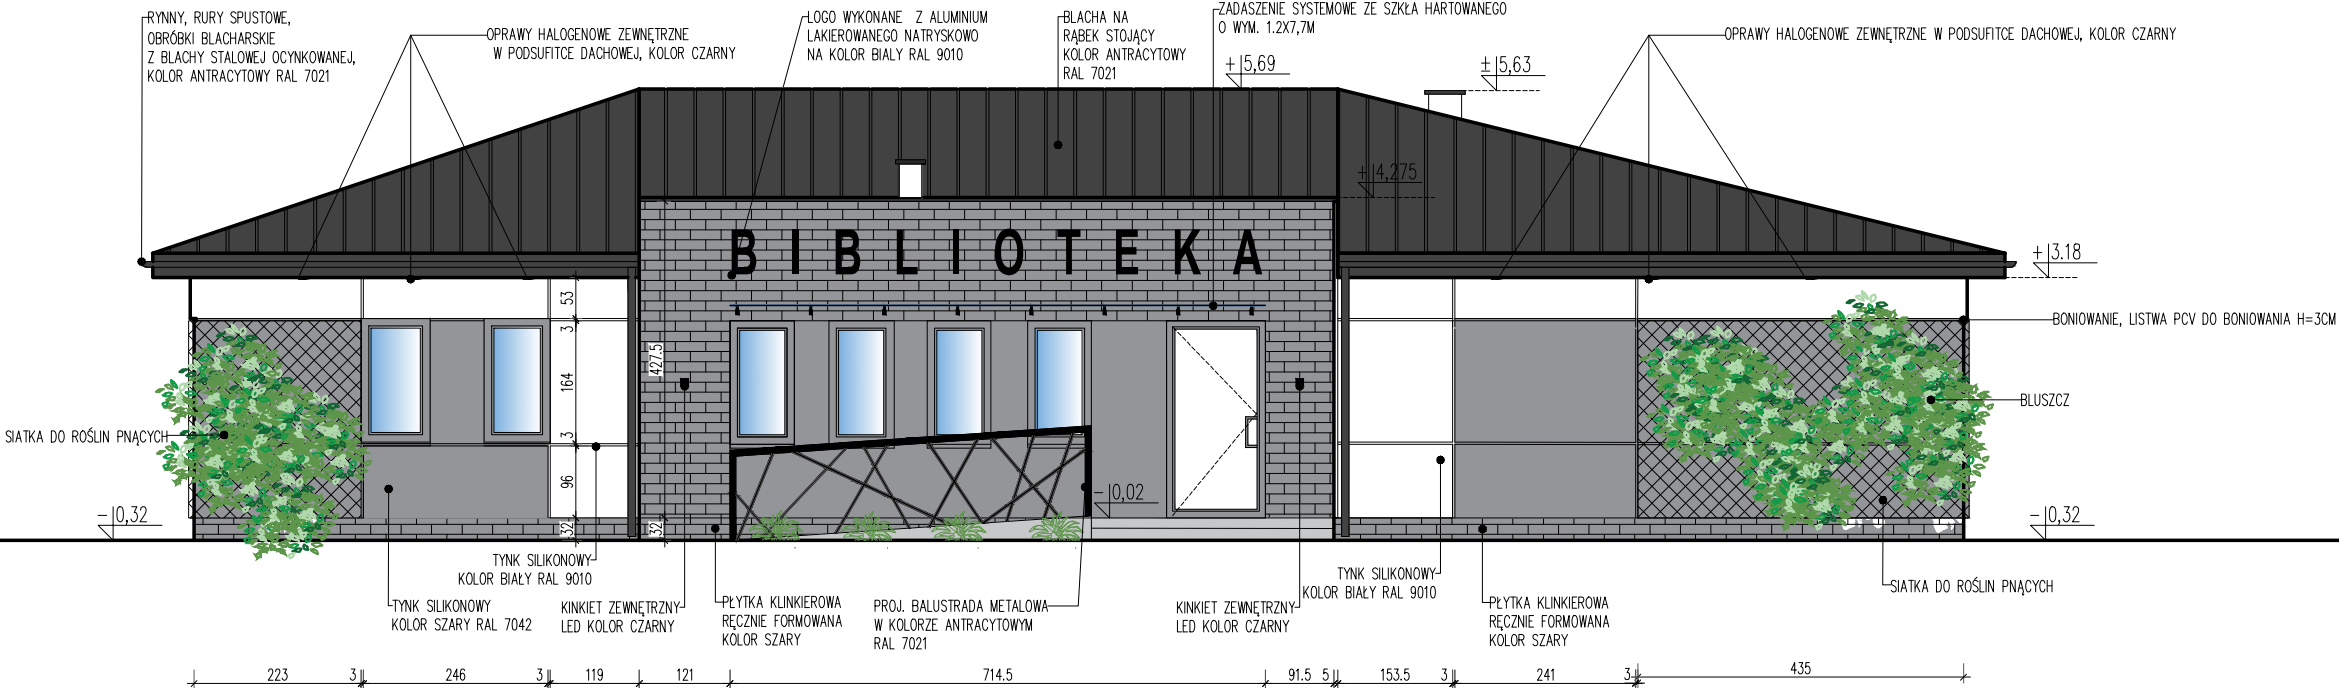 RYNNY, RURY SPUSTOWE,
OBRÓBKI BLACHARSKIE
Z BLACHY STALOWEJ OCYNKOWANEJ,
KOLOR ANTRACYTOWY RAL 7021
OPRAWY HALOGENOWE ZEWNĘTRZNE
W PODSUFITCE DACHOWEJ, KOLOR CZARNY
LOGO WYKONANE Z ALUMINIUM
LAKIEROWANEGO NATRYSKOWO
NA KOLOR BIALY RAL 9010
BLACHA NA
RĄBEK STOJĄCY
KOLOR ANTRACYTOWY
RAL 7021
ZADASZENIE SYSTEMOWE ZE SZKŁA HARTOWANEGO
O WYM. 1.2X7,7M
OPRAWY HALOGENOWE ZEWNĘTRZNE W PODSUFITCE DACHOWEJ, KOLOR CZARNY
+5,69
±5,63
+4,275
+3.18
BIBLIOTEKA
53
3
164
3
96
32
427.5
32
BONIOWANIE, LISTWA PCV DO BONIOWANIA H=3CM
BLUSZCZ
SIATKA DO ROŚLIN PNĄCYCH
-0,02
-0,32
-0,32
TYNK SILIKONOWY
KOLOR BIAŁY RAL 9010
TYNK SILIKONOWY
KOLOR SZARY RAL 7042
KINKIET ZEWNĘTRZNY
LED KOLOR CZARNY
PŁYTKA KLINKIEROWA
RĘCZNIE FORMOWANA
KOLOR SZARY
PROJ. BALUSTRADA METALOWA
W KOLORZE ANTRACYTOWYM
RAL 7021
KINKIET ZEWNĘTRZNY
LED KOLOR CZARNY
TYNK SILIKONOWY
KOLOR BIAŁY RAL 9010
PŁYTKA KLINKIEROWA
RĘCZNIE FORMOWANA
KOLOR SZARY
SIATKA DO ROŚLIN PNĄCYCH
223 3 246 3 119 121 714.5 91.5 5 153.5 3 241 3 435